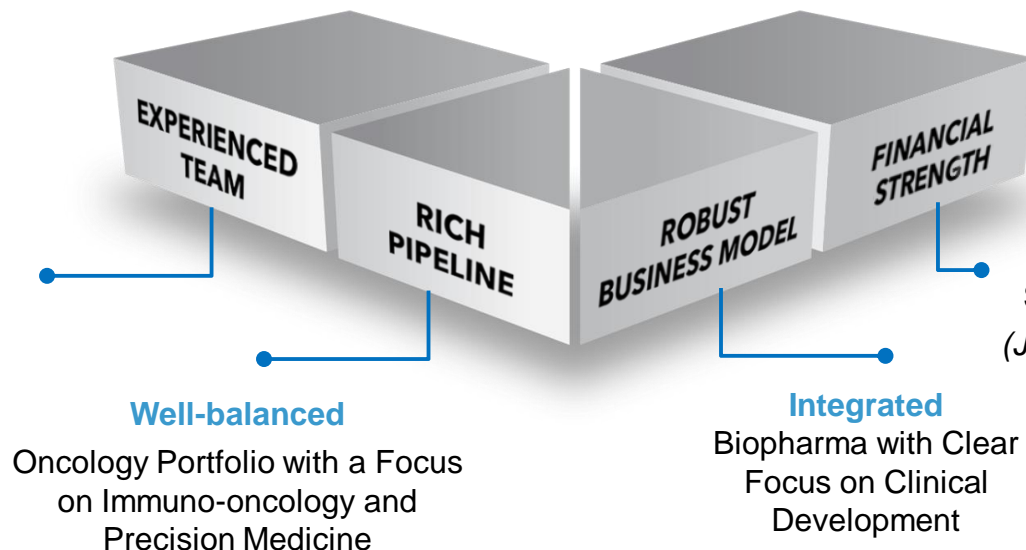 EXPERIENCED
TEAM
RICH
PIPELINE
ROBUST
BUSINESS MODEL
FINANCIAL
STRENGTH
Well-balanced
Oncology Portfolio with a Focus
on Immuno-oncology and
Precision Medicine
Integrated
Biopharma with Clear
Focus on Clinical
Development